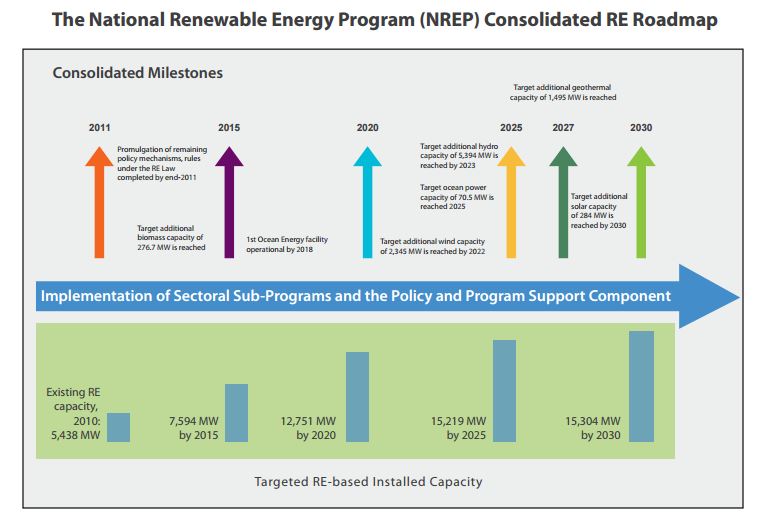 The National Renewable Energy Program (NREP) Consolidated RE Roadmap
Consolidated Milestones
Target additional geothermal
capacity of 1,495 MW is reached
2011
2015
2020
2025
2027
2030
Promulgation of remaining
policy mechanisms, rules
under the RE Law
completed by end-2011
Target additional
biomass capacity of
276.7 MW is reached
1st Ocean Energy facility
operational by 2018
Target additional wind capacity
of 2,345 MW is reached by 2022
Target additional hydro
capacity of 5,394 MW is
reached by 2023
Target ocean power
capacity of 70.5 MW is
reached 2025
Target additional
solar capacity
of 284 MW is
reached by 2030
Implementation of Sectoral Sub-Programs and the Policy and Program Support Component
Existing RE
capacity,
2010:
5,438 MW
7,594 MW
by 2015
12,751 MW
by 2020
15,219 MW
by 2025
15,304 MW
by 2030
Targeted RE-based Installed Capacity